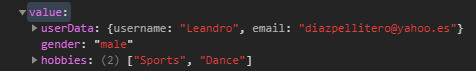 ▼ value:
▶ userData: {username: "Leandro", email: "diazpellitero@yahoo.es"}
gender: "male"
▶ hobbies: (2) ["Sports", "Dance"]